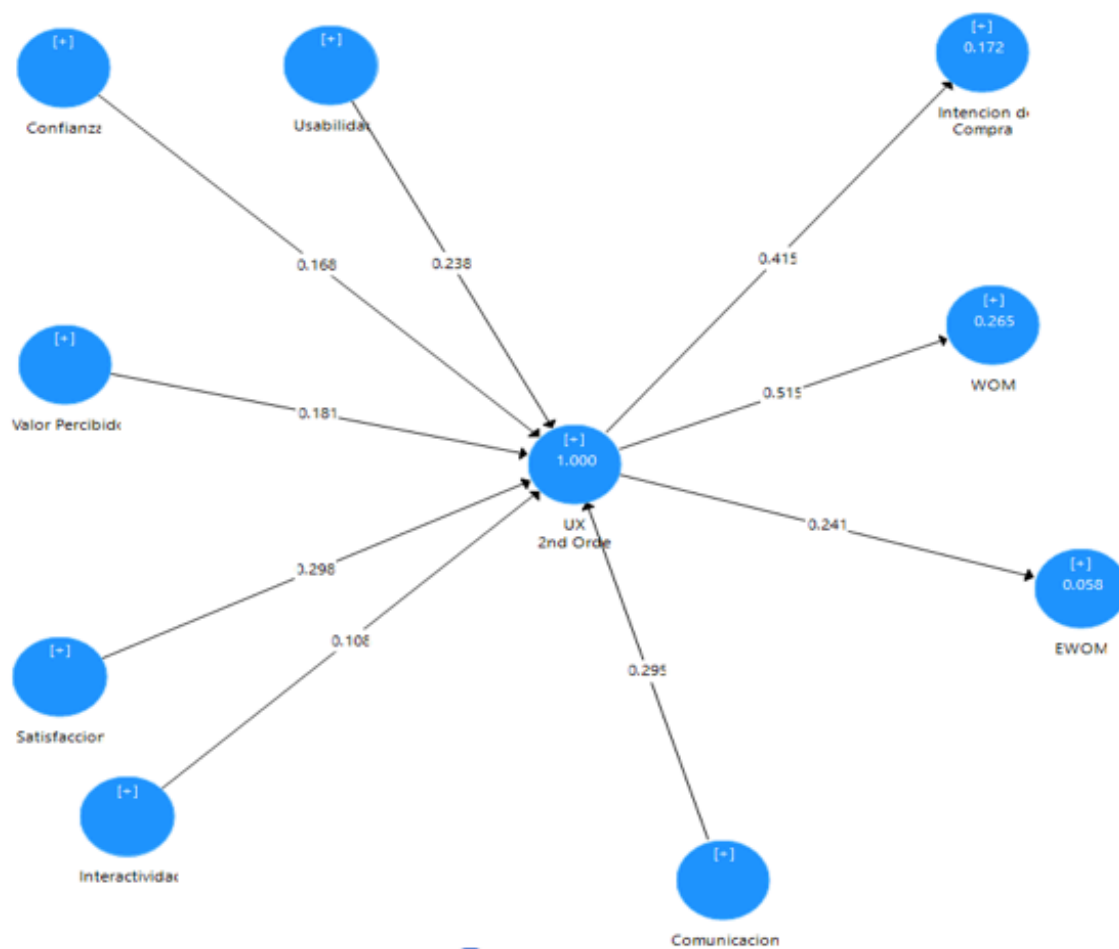 [+]
Confianza
[+]
Usabilidad
[+]
0.172
Intencion de
Compra
0.168
0.238
0.415
[+]
Valor Percibido
0.181
[+]
0.265
WOM
0.515
[+]
1.000
UX
2nd Orde
0.241
[+]
0.058
EWOM
0.298
[+]
Satisfaccion
0.108
0.295
[+]
Interactividad
[+]
Comunicacion